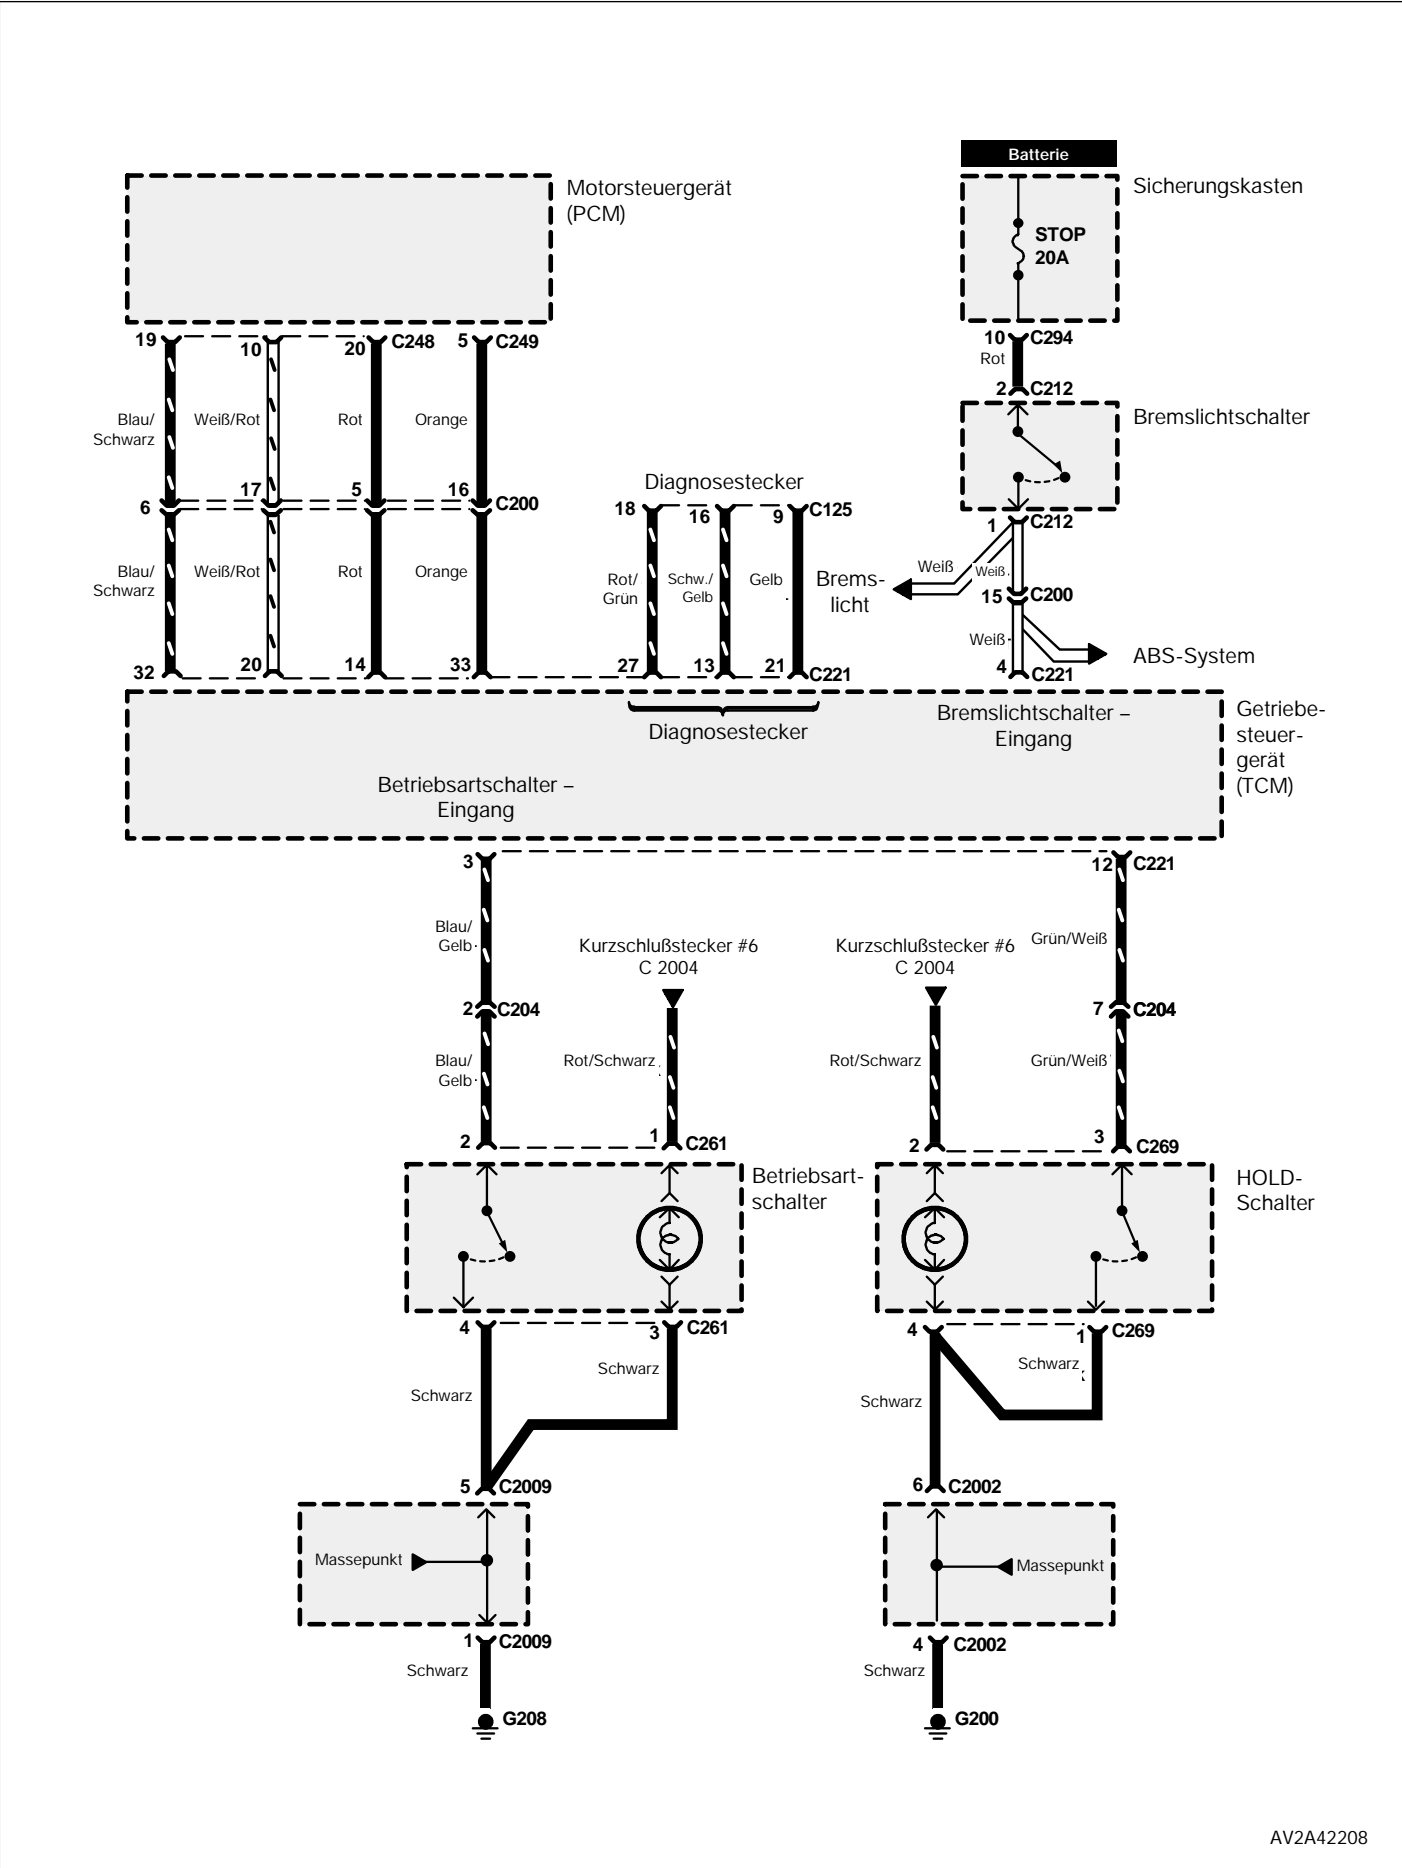 Batterie
Motorsteuergerät
(PCM)
Sicherungskasten
STOP
20A
19
10
20
C248
5
C249
10
C294
Rot
2
C212
Blau/
Schwarz
Weiß/Rot
Rot
Orange
Bremslichtschalter
6
17
5
16
C200
Diagnosestecker
18
16
9
C125
1
C212
Blau/
Schwarz
Weiß/Rot
Rot
Orange
Rot/
Grün
Schw./
Gelb
Gelb
Brems-
licht
Weiß
Weiß
15
C200
Weiß
ABS-System
32
20
14
33
27
13
21
C221
4
C221
Diagnosestecker
Bremslichtschalter –
Eingang
Getriebe-
steuer-
gerät
(TCM)
Betriebsartschalter –
Eingang
3
12
C221
Blau/
Gelb
Kurzschlußstecker #6
C 2004
Kurzschlußstecker #6
C 2004
Grün/Weiß
2
C204
7
C204
Blau/
Gelb
Rot/Schwarz
Rot/Schwarz
Grün/Weiß
2
1
C261
2
3
C269
Betriebsart-
schalter
HOLD-
Schalter
4
3
C261
4
1
C269
Schwarz
Schwarz
Schwarz
Schwarz
5
C2009
6
C2002
Massepunkt
Massepunkt
1
C2009
4
C2002
Schwarz
Schwarz
G208
G200
AV2A42208